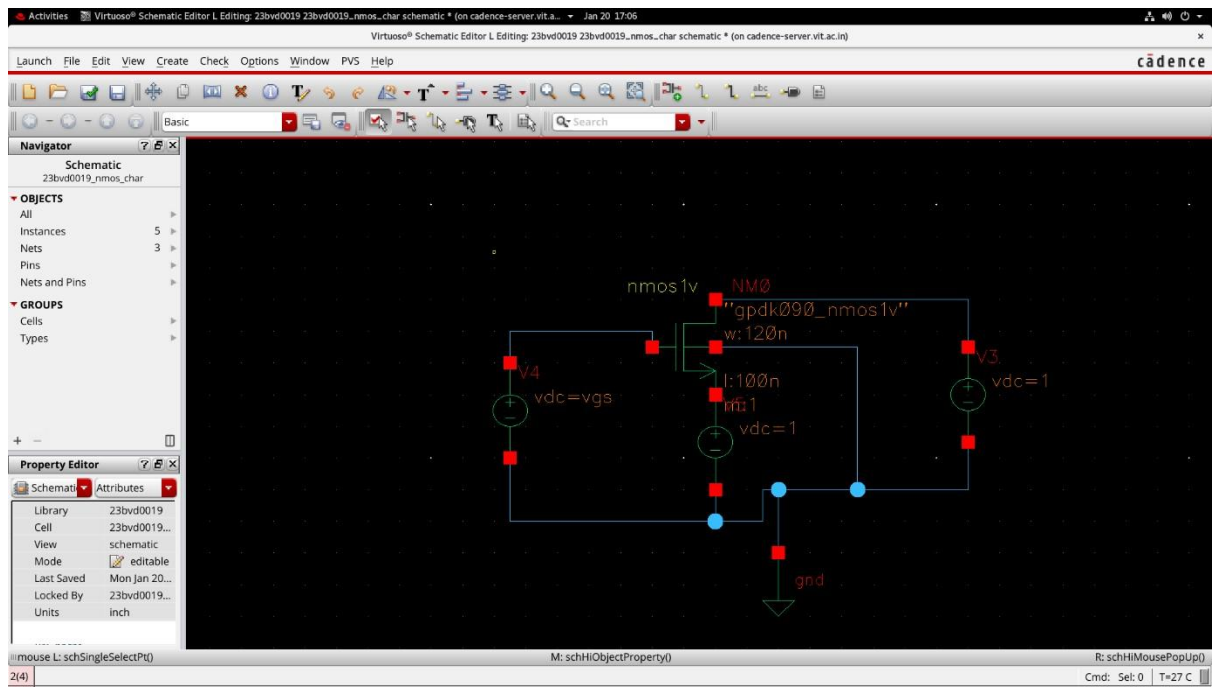 Activities Virtuoso® Schematic Editor L Editing: 23bvd0019 23bvd0019_nmos_char schematic * (on cadence-server.vit.a... Jan 20 17:06
Virtuoso® Schematic Editor L Editing: 23bvd0019 23bvd0019_nmos_char schematic * (on cadence-server.vit.ac.in)
Launch File Edit View Create Check Options Window PVS Help
cādence
Basic
Search
Navigator
Schematic
23bvd0019_nmos_char
OBJECTS
All
Instances 5
Nets 3
Pins
Nets and Pins
GROUPS
Cells
Types
Property Editor
Schemati Attributes
Library 23bvd0019
Cell 23bvd0019...
View schematic
Mode editable
Last Saved Mon Jan 20...
Locked By 23bvd0019...
Units inch
nmos1v NM0
"gpdk090_nmos1v"
w:120n
l:100n
m:1
V4
vdc=vgs
vdc=1
V3
vdc=1
gnd
mouse L: schSingleSelectPt() M: schHiObjectProperty() R: schHiMousePopUp()
2(4) Cmd: Sel: 0 T=27 C